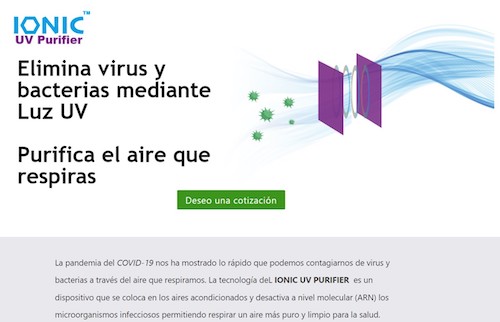 IONIC™
UV Purifier
Elimina virus y
bacterias mediante
Luz UV
Purifica el aire que
respiras
Deseo una cotización
La pandemia del COVID-19 nos ha mostrado lo rápido que podemos contagiarnos de virus y
bacterias a través del aire que respiramos. La tecnología deL IONIC UV PURIFIER es un
dispositivo que se coloca en los aires acondicionados y desactiva a nivel molecular (ARN) los
microorganismos infecciosos permitiendo respirar un aire más puro y limpio para la salud.